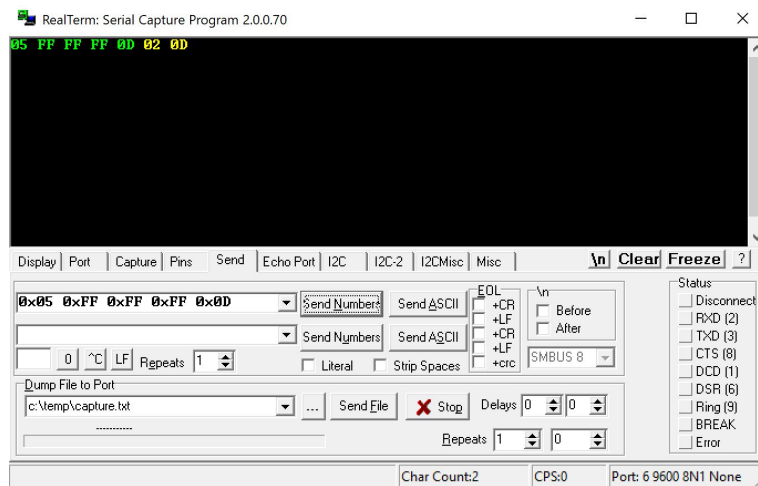 RealTerm: Serial Capture Program 2.0.0.70
05 FF FF FF 0D 02 0D
Display Port Capture Pins Send Echo Port I2C I2C-2 I2CMisc Misc \n Clear Freeze ?
0x05 0xFF 0xFF 0xFF 0x0D Send Numbers Send ASCII
EOL
+CR
+LF
+CR
+LF
+crc
\n
Before
After
Send Numbers Send ASCII
0 ^C LF Repeats 1 Literal Strip Spaces SMBUS 8
Dump File to Port
c:\temp\capture.txt ... Send File Stop Delays 0 0
Repeats 1 0
Status
Disconnect
RXD (2)
TXD (3)
CTS (8)
DCD (1)
DSR (6)
Ring (9)
BREAK
Error
Char Count:2 CPS:0 Port: 6 9600 8N1 None